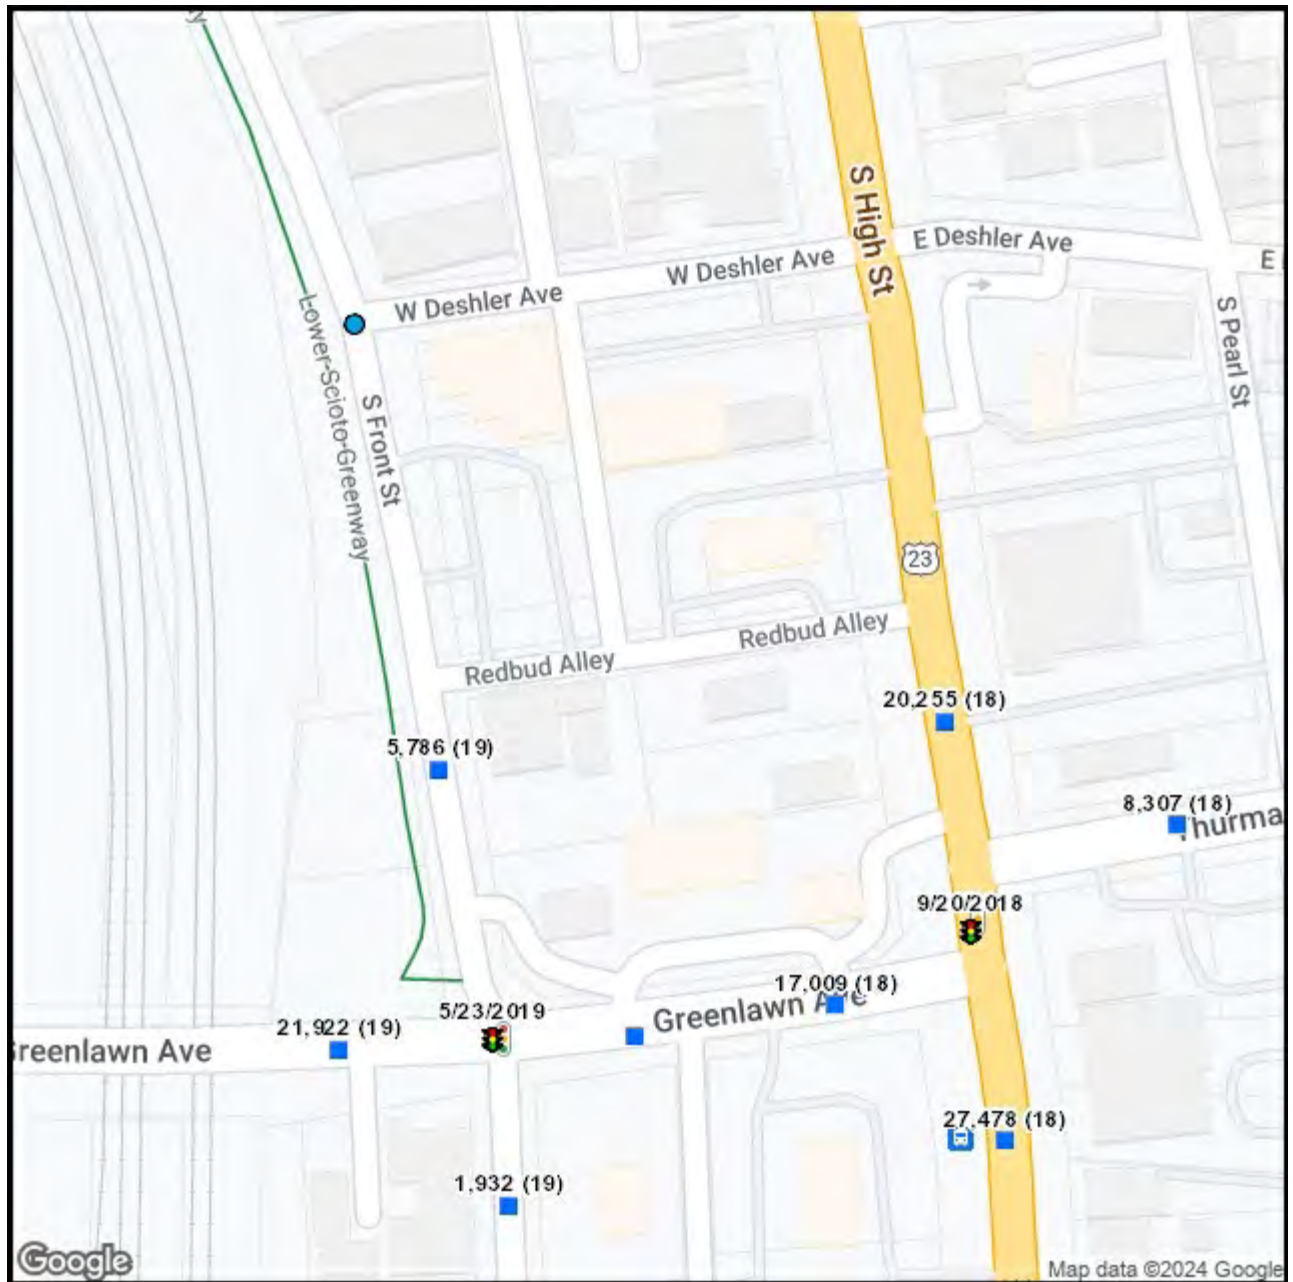 S High St
E Deshler Ave
W Deshler Ave
W Deshler Ave
S Pearl St
Lower-Scioto-Greenway
S Front St
23
Redbud Alley
Redbud Alley
20,255 (18)
5,786 (19)
8,307 (18)
9/20/2018
17,009 (18)
5/23/2019
Greenlawn Ave
21,922 (19)
27,478 (18)
1,932 (19)
Google
Map data ©2024 Google